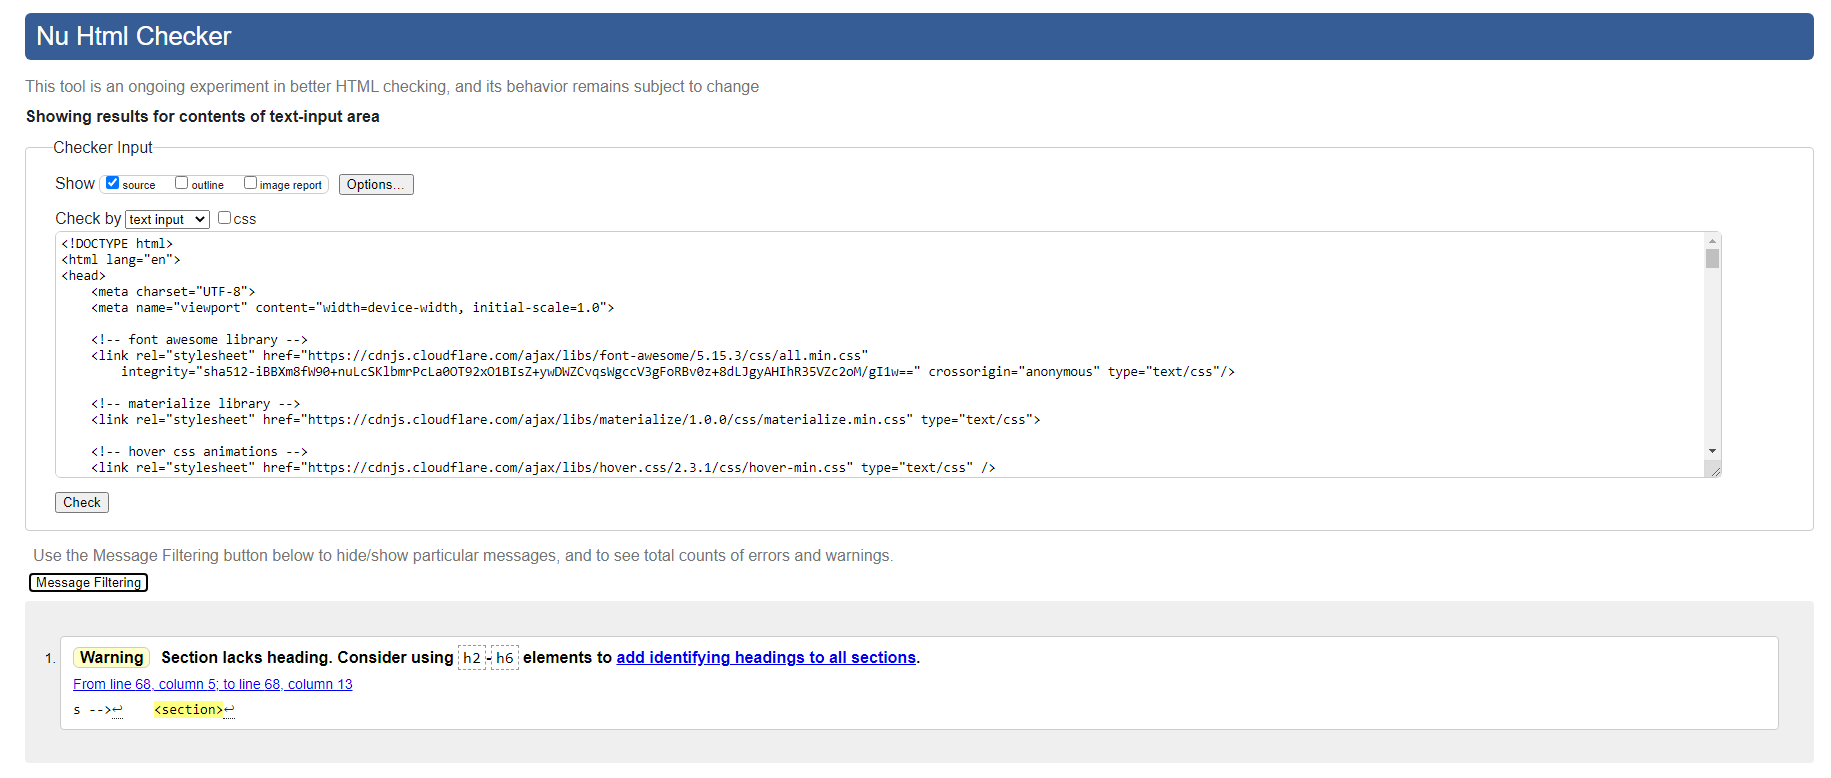 Nu Html Checker
This tool is an ongoing experiment in better HTML checking, and its behavior remains subject to change
Showing results for contents of text-input area
Checker Input
Show source outline image report Options...
Check by text input css
<!DOCTYPE html>
<html lang="en">
<head>
<meta charset="UTF-8">
<meta name="viewport" content="width=device-width, initial-scale=1.0">
<!-- font awesome library -->
<link rel="stylesheet" href="https://cdnjs.cloudflare.com/ajax/libs/font-awesome/5.15.3/css/all.min.css"
integrity="sha512-iBBXm8fW90+nuLcSKlbmrPcLa0OT92xO1BIsZ+ywDWZCvqsWgccV3gFoRBv0z+8dLJgyAHIhR35VZc2oM/gI1w==" crossorigin="anonymous" type="text/css"/>
<!-- materialize library -->
<link rel="stylesheet" href="https://cdnjs.cloudflare.com/ajax/libs/materialize/1.0.0/css/materialize.min.css" type="text/css">
<!-- hover css animations -->
<link rel="stylesheet" href="https://cdnjs.cloudflare.com/ajax/libs/hover.css/2.3.1/css/hover-min.css" type="text/css" />
Check
Use the Message Filtering button below to hide/show particular messages, and to see total counts of errors and warnings.
Message Filtering
1. Warning Section lacks heading. Consider using h2-h6 elements to add identifying headings to all sections.
From line 68, column 5; to line 68, column 13
s -->↩ <section>↩